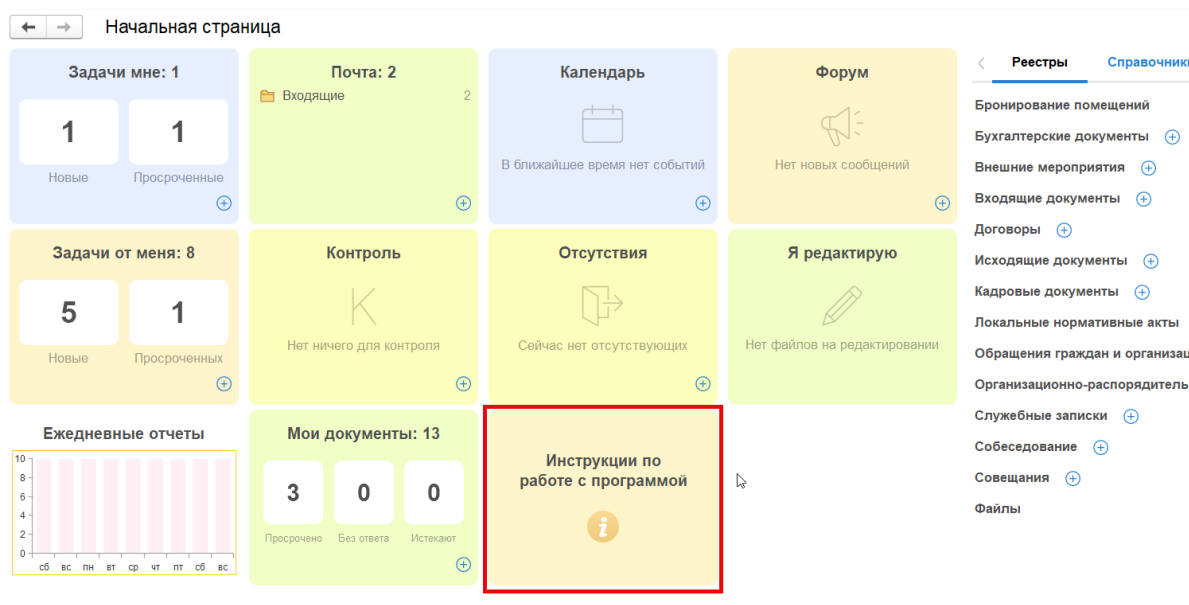 Начальная страница
Задачи мне: 1
1
1
Новые
Просроченные
Почта: 2
Входящие
2
Календарь
В ближайшее время нет событий
Форум
Нет новых сообщений
Задачи от меня: 8
5
1
Новые
Просроченных
Контроль
Нет ничего для контроля
Отсутствия
Сейчас нет отсутствующих
Я редактирую
Нет файлов на редактировании
Ежедневные отчеты
10
8
6
4
2
0
сб вс пн вт ср чт пт сб вс
Мои документы: 13
3
0
0
Просрочено
Без ответа
Истекают
Инструкции по
работе с программой
i
Реестры
Справочники
Бронирование помещений
Бухгалтерские документы
Внешние мероприятия
Входящие документы
Договоры
Исходящие документы
Кадровые документы
Локальные нормативные акты
Обращения граждан и организац
Организационно-распорядитель
Служебные записки
Собеседование
Совещания
Файлы